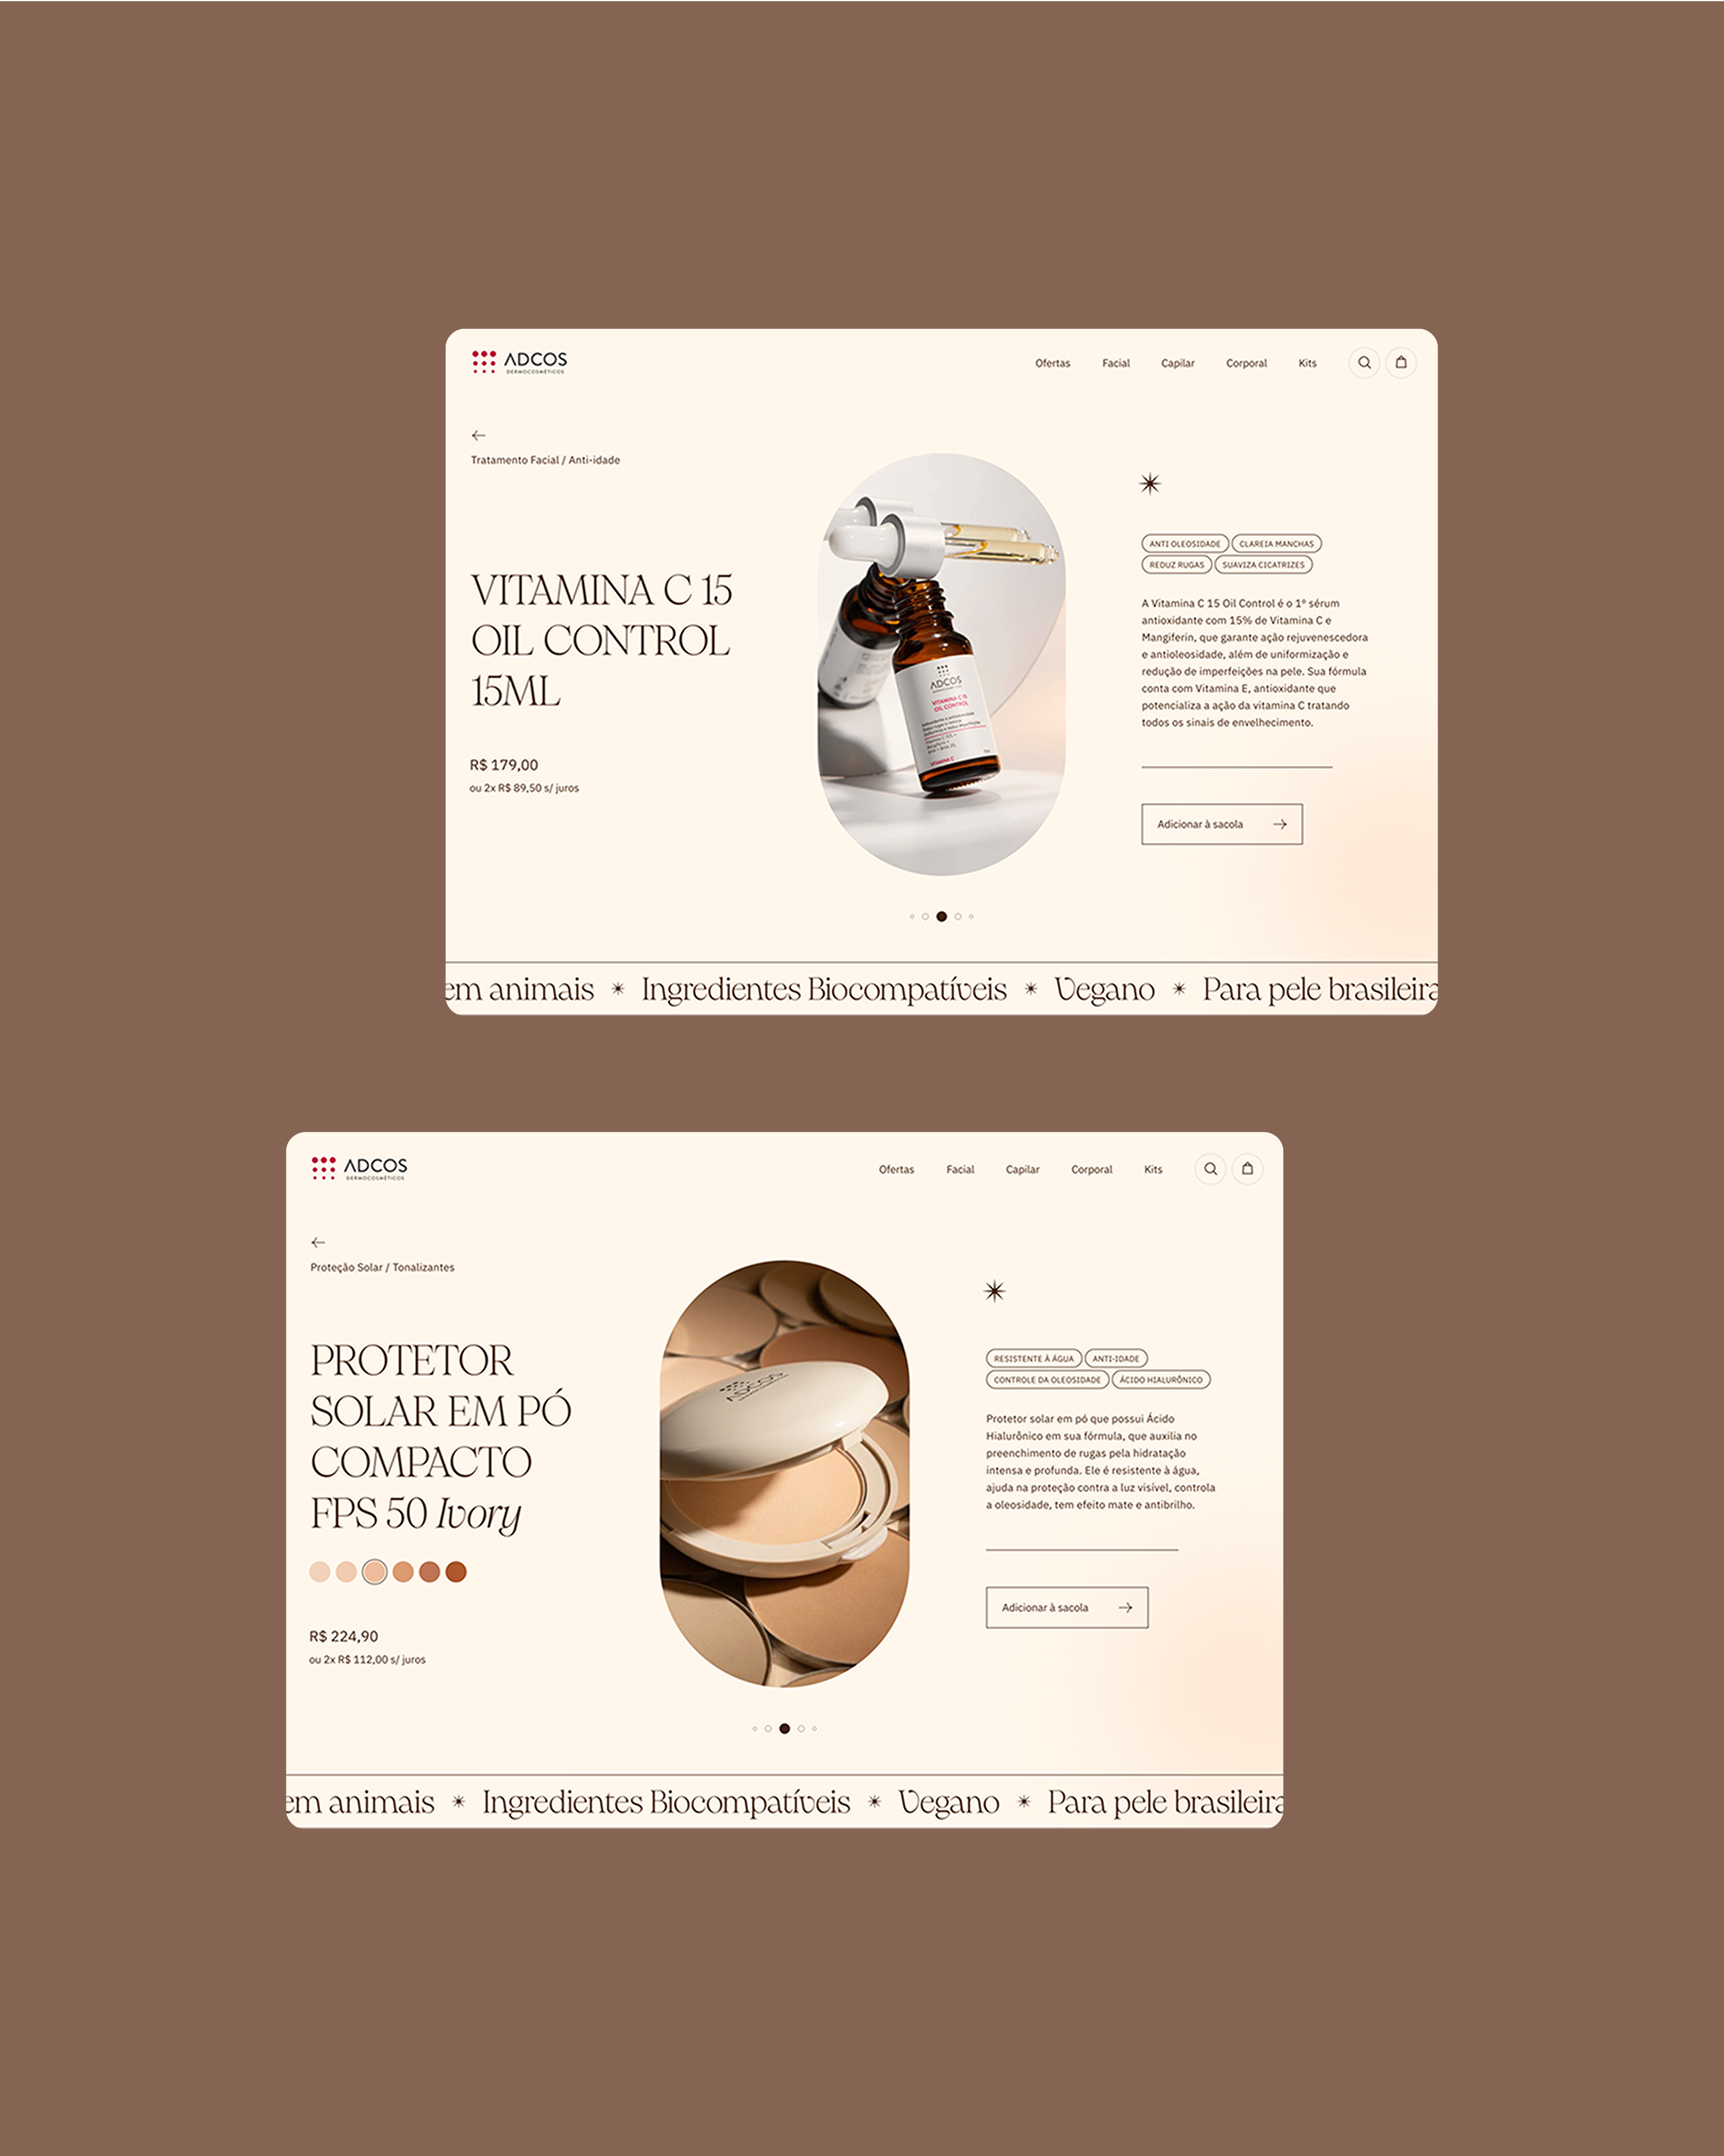 ADCOS
DERMOCOSMÉTICOS
Ofertas Facial Capilar Corporal Kits
Tratamento Facial / Anti-idade
VITAMINA C 15
OIL CONTROL
15ML
R$ 179,00
ou 2x R$ 89,50 s/ juros
ADCOS
VITAMINA C 15
OIL CONTROL
VITAMINA C
ANTI OLEOSIDADE CLAREIA MANCHAS
REDUZ RUGAS SUAVIZA CICATRIZES
A Vitamina C 15 Oil Control é o 1º sérum
antioxidante com 15% de Vitamina C e
Mangiferin, que garante ação rejuvenescedora
e antioleosidade, além de uniformização e
redução de imperfeições na pele. Sua fórmula
conta com Vitamina E, antioxidante que
potencializa a ação da vitamina C tratando
todos os sinais de envelhecimento.
Adicionar à sacola
em animais Ingredientes Biocompatíveis Vegano Para pele brasileira
ADCOS
DERMOCOSMÉTICOS
Ofertas Facial Capilar Corporal Kits
Proteção Solar / Tonalizantes
PROTETOR
SOLAR EM PÓ
COMPACTO
FPS 50 Ivory
R$ 224,90
ou 2x R$ 112,00 s/ juros
ADCOS
RESISTENTE À ÁGUA ANTI-IDADE
CONTROLE DA OLEOSIDADE ÁCIDO HIALURÔNICO
Protetor solar em pó que possui Ácido
Hialurônico em sua fórmula, que auxilia no
preenchimento de rugas pela hidratação
intensa e profunda. Ele é resistente à água,
ajuda na proteção contra a luz visível, controla
a oleosidade, tem efeito mate e antibrilho.
Adicionar à sacola
em animais Ingredientes Biocompatíveis Vegano Para pele brasileira